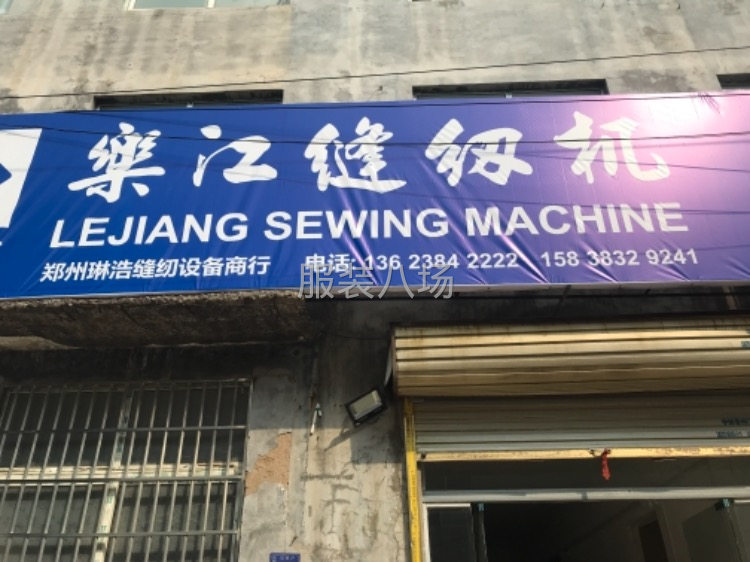 樂江缝纫机
LEJIANG SEWING MACHINE
郑州琳浩缝纫设备商行 电话: 136 2384 2222 158 3832 9241
服装八场